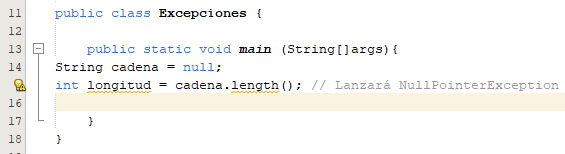 11 public class Excepciones {
12
13 public static void main (String[]args){
14 String cadena = null;
int longitud = cadena.length(); // Lanzará NullPointerException
16
17 }
18 }